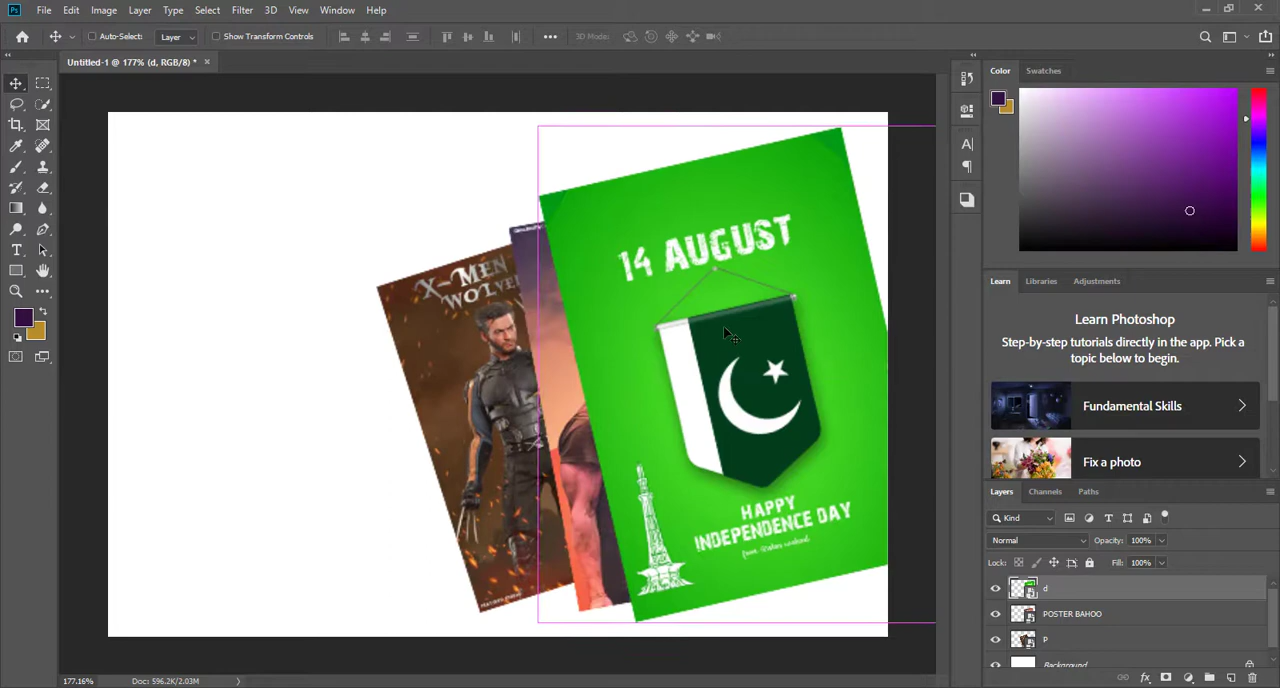 Ps File Edit Image Layer Type Select Filter 3D View Window Help
Auto-Select: Layer Show Transform Controls 3D Mode:
Untitled-1 @ 177% (d, RGB/8) *
Color Swatches
14 AUGUST
X-MEN
HAPPY
INDEPENDENCE DAY
Learn Libraries Adjustments
Learn Photoshop
Step-by-step tutorials directly in the app. Pick a
topic below to begin.
Fundamental Skills
Fix a photo
Layers Channels Paths
Kind
Normal Opacity: 100%
Lock: Fill: 100%
d
POSTER BAHOO
P
Background
177.16% Doc: 596.2K/2.03M